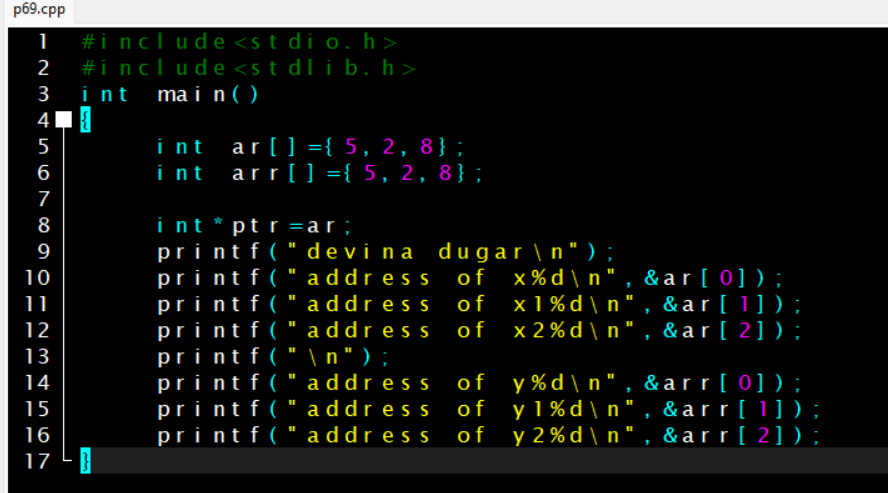 p69.cpp
1 #include<stdio.h>
2 #include<stdlib.h>
3 int main()
4 {
5 int ar[]={5,2,8};
6 int arr[]={5,2,8};
7
8 int*ptr=ar;
9 printf("devina dugar\n");
10 printf("address of x%d\n",&ar[0]);
11 printf("address of x1%d\n",&ar[1]);
12 printf("address of x2%d\n",&ar[2]);
13 printf("\n");
14 printf("address of y%d\n",&arr[0]);
15 printf("address of y1%d\n",&arr[1]);
16 printf("address of y2%d\n",&arr[2]);
17 }